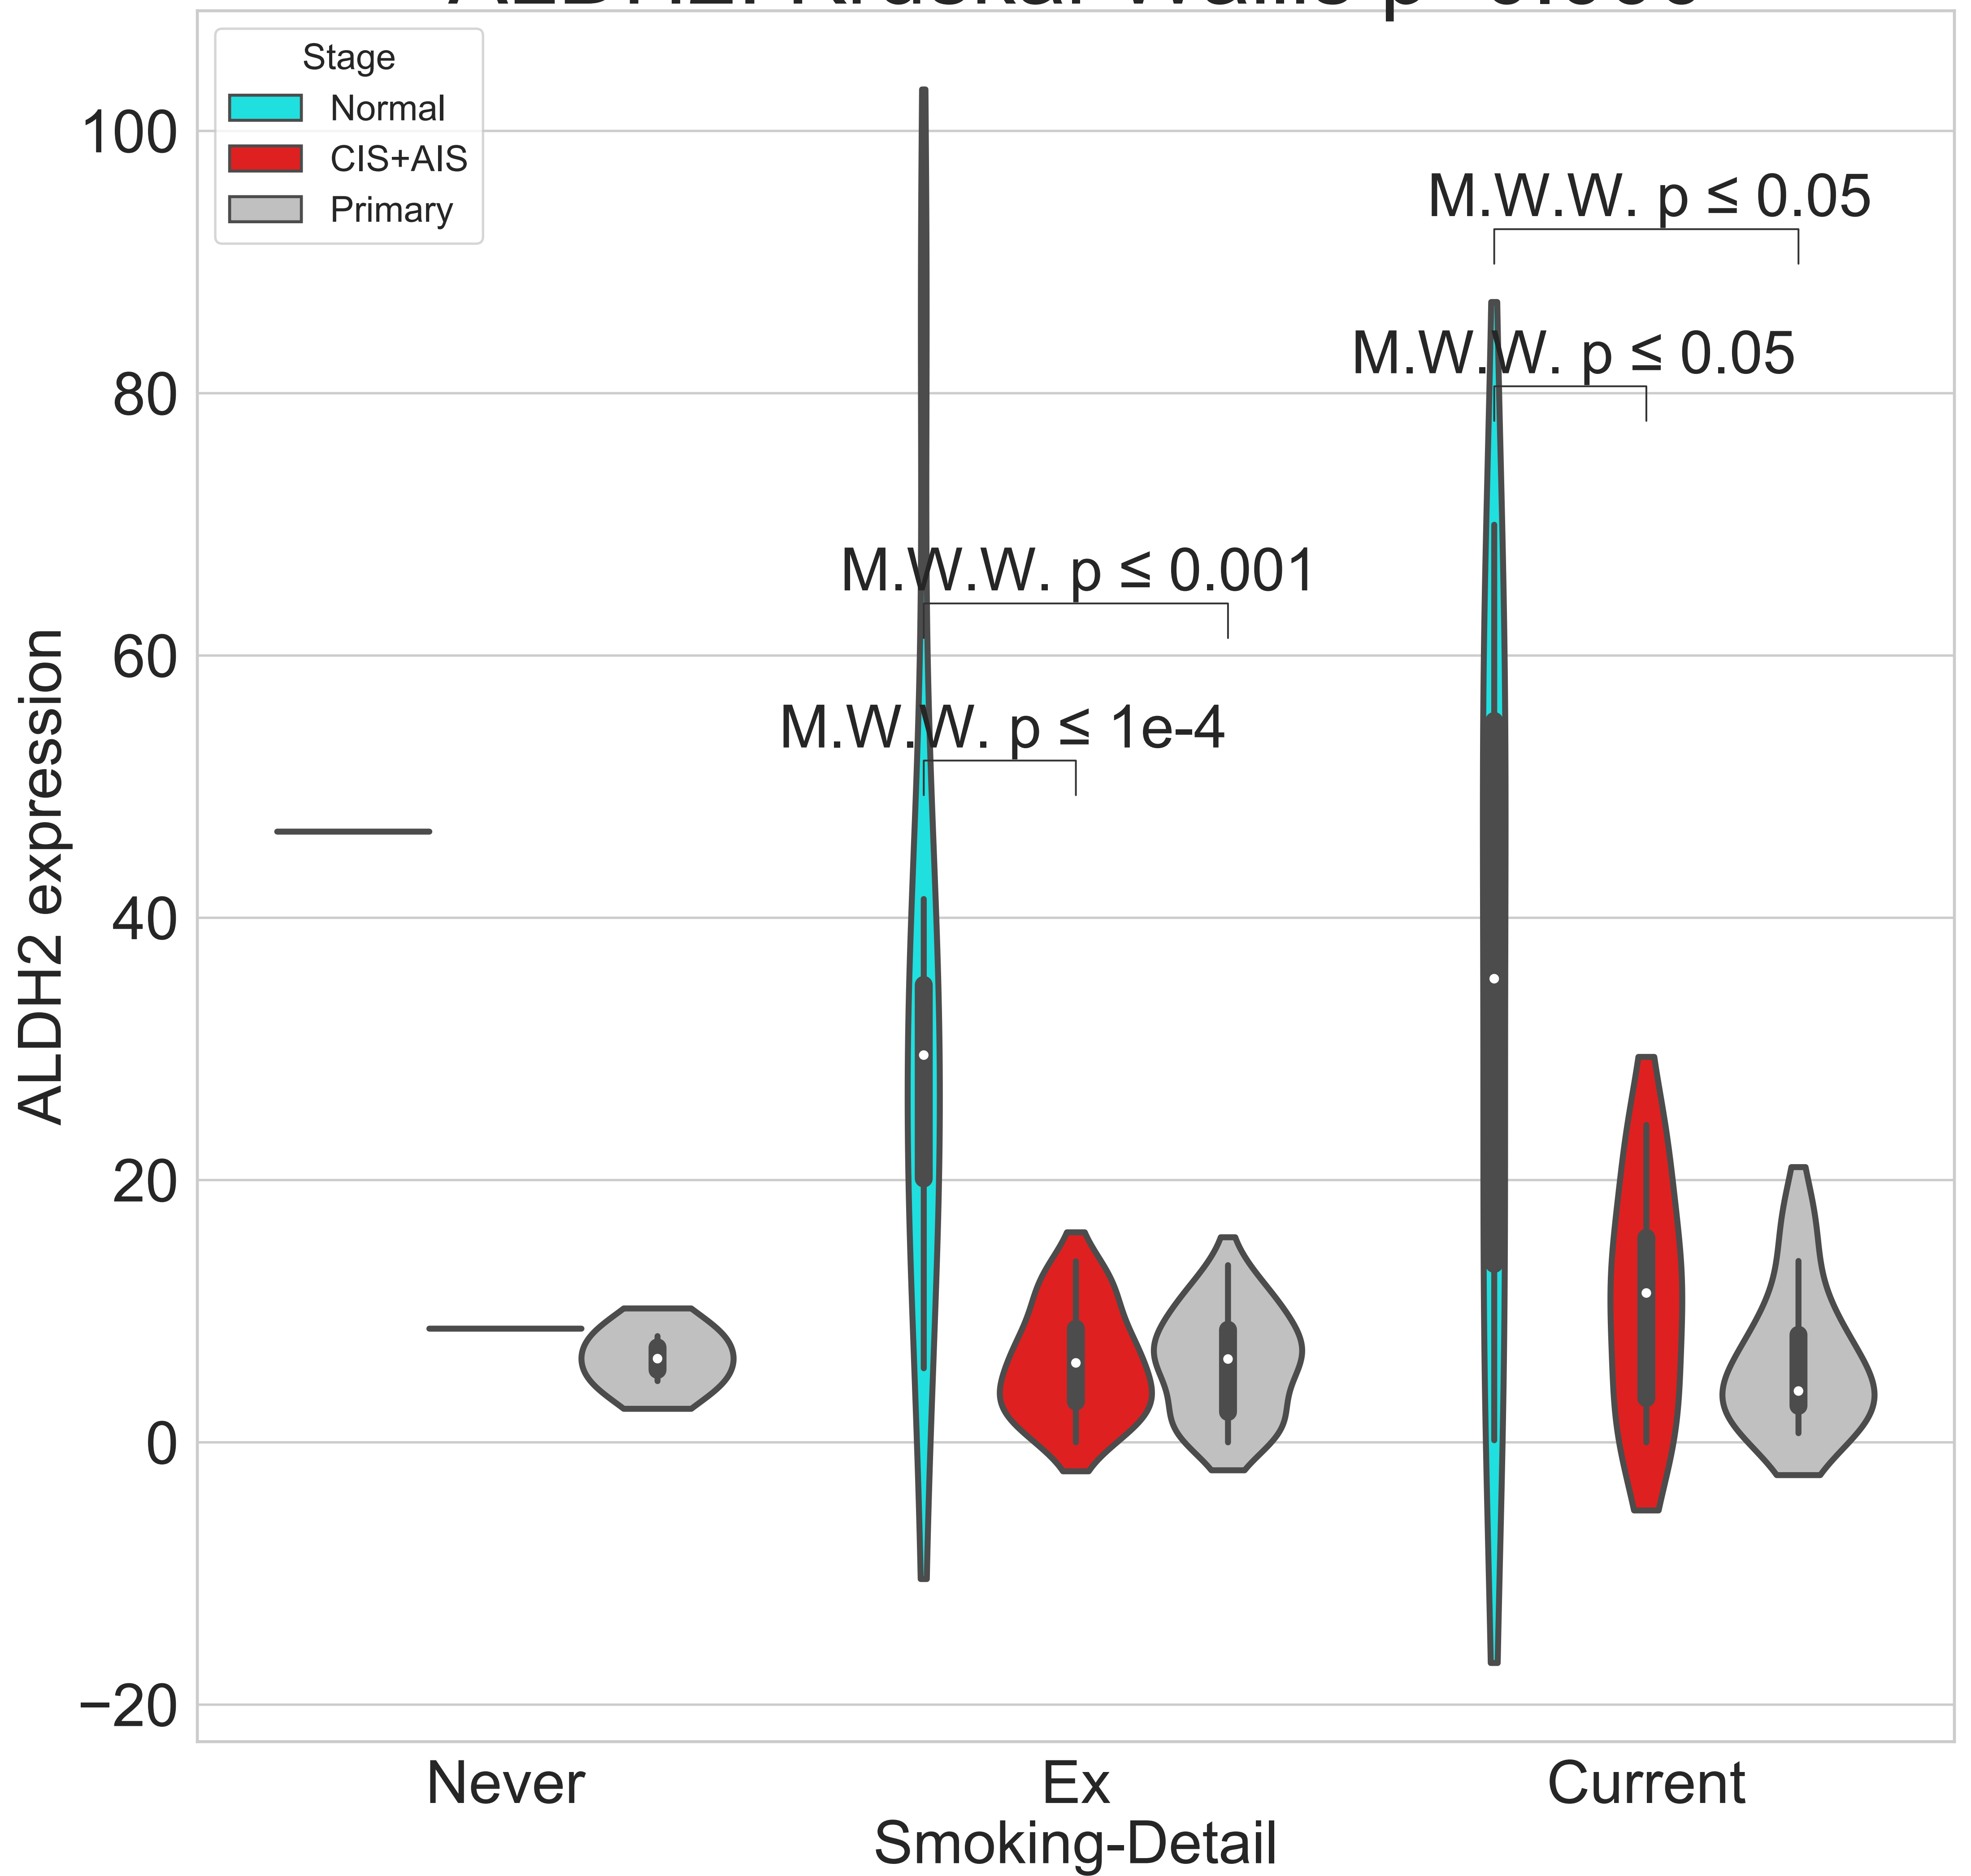 Stage
Normal
CIS+AIS
Primary
100
80
60
40
20
0
−20
M.W.W. p ≤ 0.05
M.W.W. p ≤ 0.05
M.W.W. p ≤ 0.001
M.W.W. p ≤ 1e-4
ALDH2 expression
Never
Ex
Current
Smoking-Detail